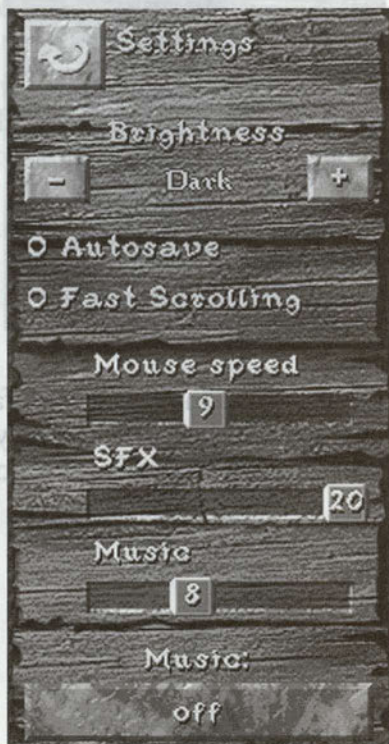 Settings
Brightness
- Dark +
O Autosave
O Fast Scrolling
Mouse speed
9
SFX
20
Music
8
Music:
off